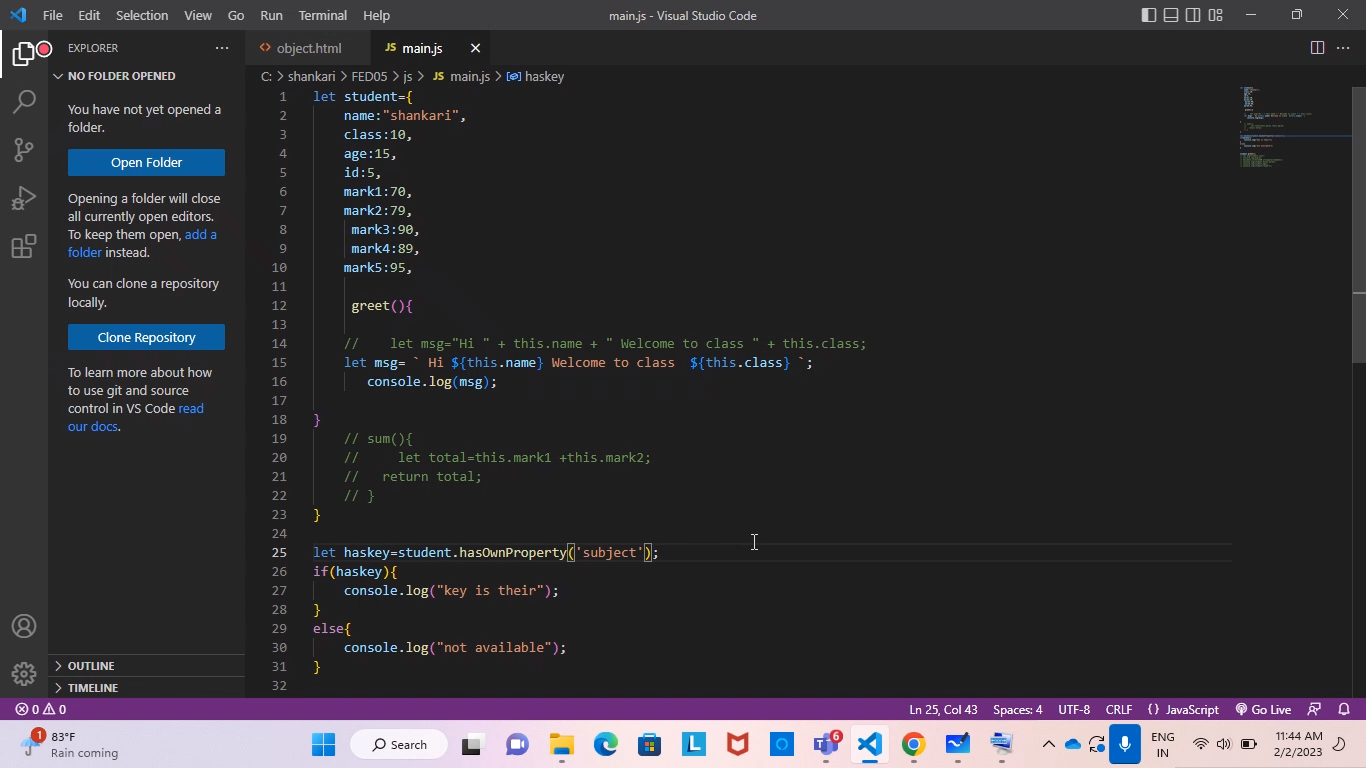 File Edit Selection View Go Run Terminal Help main.js - Visual Studio Code
EXPLORER ···
object.html
JS main.js
NO FOLDER OPENED
C: > shankari > FED05 > js > JS main.js > haskey
You have not yet opened a
folder.
Open Folder
Opening a folder will close
all currently open editors.
To keep them open, add a
folder instead.
You can clone a repository
locally.
Clone Repository
To learn more about how
to use git and source
control in VS Code read
our docs.
OUTLINE
TIMELINE
1 let student={
2 name:"shankari",
3 class:10,
4 age:15,
5 id:5,
6 mark1:70,
7 mark2:79,
8 mark3:90,
9 mark4:89,
10 mark5:95,
11
12 greet(){
13
14 // let msg="Hi " + this.name + " Welcome to class " + this.class;
15 let msg= ` Hi ${this.name} Welcome to class ${this.class} `;
16 console.log(msg);
17
18 }
19 // sum(){
20 // let total=this.mark1 +this.mark2;
21 // return total;
22 // }
23 }
24
25 let haskey=student.hasOwnProperty('subject');
26 if(haskey){
27 console.log("key is their");
28 }
29 else{
30 console.log("not available");
31 }
32
0 0 Ln 25, Col 43 Spaces: 4 UTF-8 CRLF {} JavaScript Go Live
1 83°F
Rain coming
Search
L
6
ENG
IN
11:44 AM
2/2/2023